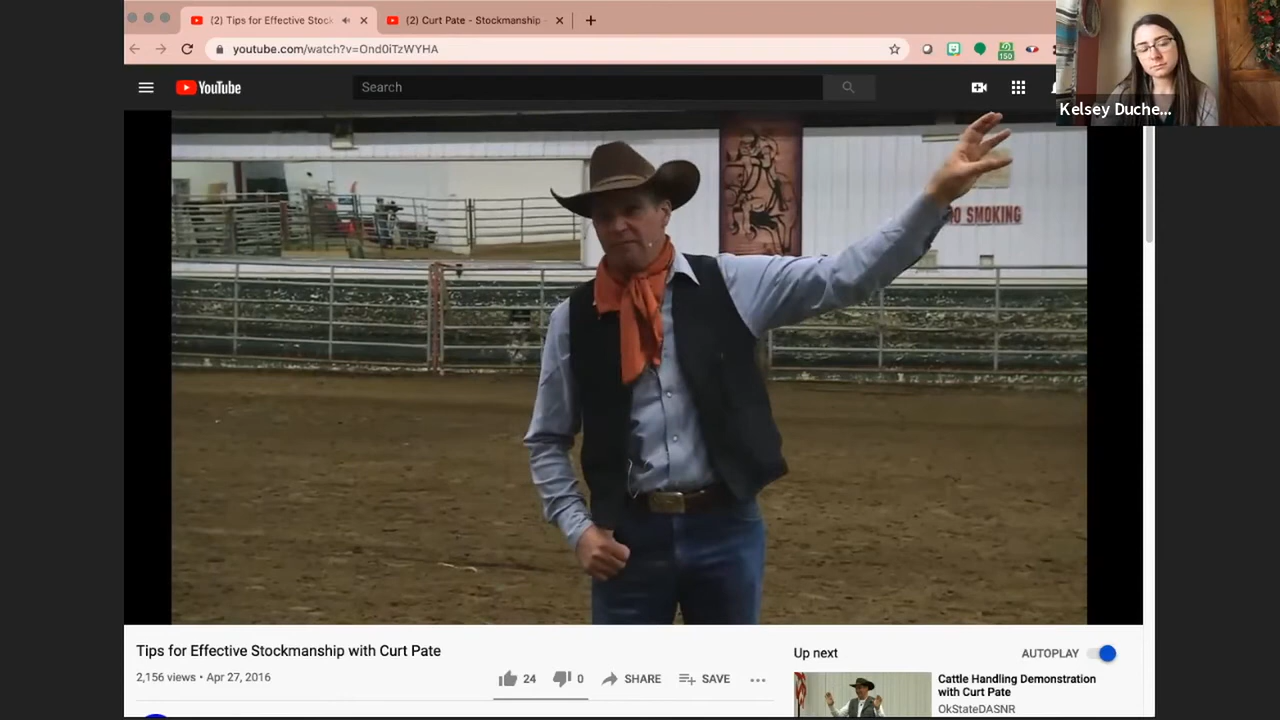 (2) Tips for Effective Stock
(2) Curt Pate - Stockmanship -
youtube.com/watch?v=Ond0iTzWYHA
150
YouTube
Search
Kelsey Duche...
NO SMOKING
Tips for Effective Stockmanship with Curt Pate
2,156 views • Apr 27, 2016
24
0
SHARE
SAVE
Up next
AUTOPLAY
Cattle Handling Demonstration
with Curt Pate
OkStateDASNR